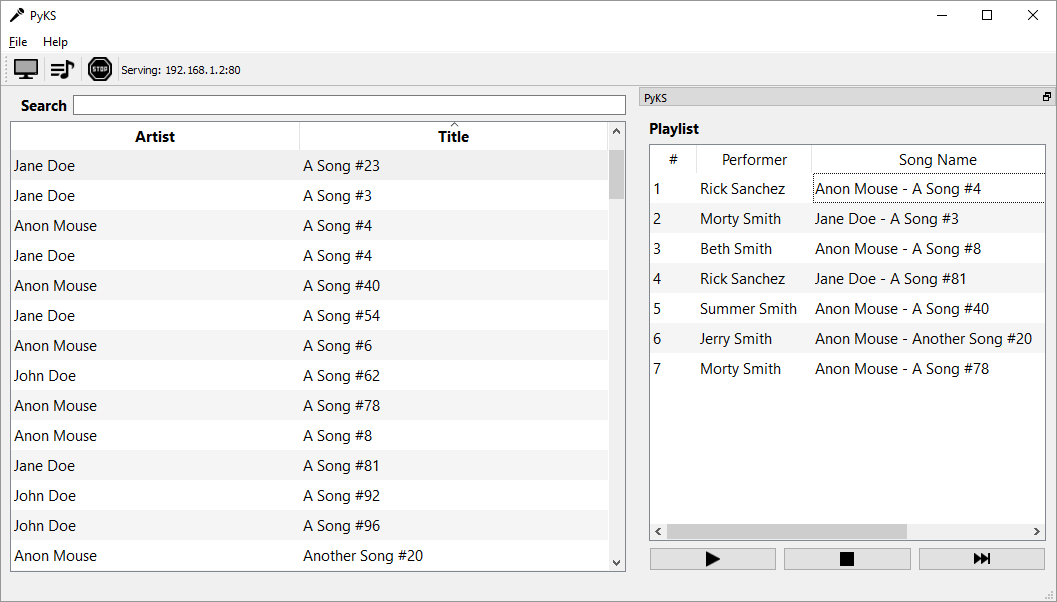 PyKS
File Help
STOP Serving: 192.168.1.2:80
Search
Artist Title
Jane Doe A Song #23
Jane Doe A Song #3
Anon Mouse A Song #4
Jane Doe A Song #4
Anon Mouse A Song #40
Jane Doe A Song #54
Anon Mouse A Song #6
John Doe A Song #62
Anon Mouse A Song #78
Anon Mouse A Song #8
Jane Doe A Song #81
John Doe A Song #92
John Doe A Song #96
Anon Mouse Another Song #20
PyKS
Playlist
# Performer Song Name
1 Rick Sanchez Anon Mouse - A Song #4
2 Morty Smith Jane Doe - A Song #3
3 Beth Smith Anon Mouse - A Song #8
4 Rick Sanchez Jane Doe - A Song #81
5 Summer Smith Anon Mouse - A Song #40
6 Jerry Smith Anon Mouse - Another Song #20
7 Morty Smith Anon Mouse - A Song #78